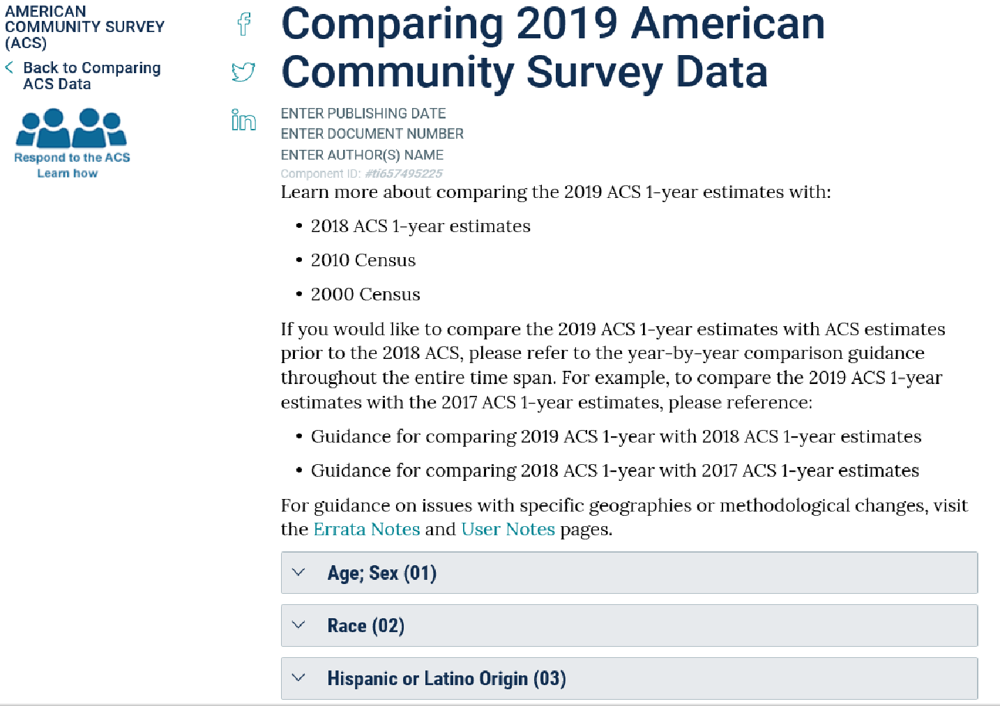 AMERICAN
COMMUNITY SURVEY
(ACS)
Back to Comparing
ACS Data
Respond to the ACS
Learn how
Comparing 2019 American
Community Survey Data
ENTER PUBLISHING DATE
ENTER DOCUMENT NUMBER
ENTER AUTHOR(S) NAME
Component ID: #ti657495225
Learn more about comparing the 2019 ACS 1-year estimates with:
• 2018 ACS 1-year estimates
• 2010 Census
• 2000 Census
If you would like to compare the 2019 ACS 1-year estimates with ACS estimates
prior to the 2018 ACS, please refer to the year-by-year comparison guidance
throughout the entire time span. For example, to compare the 2019 ACS 1-year
estimates with the 2017 ACS 1-year estimates, please reference:
• Guidance for comparing 2019 ACS 1-year with 2018 ACS 1-year estimates
• Guidance for comparing 2018 ACS 1-year with 2017 ACS 1-year estimates
For guidance on issues with specific geographies or methodological changes, visit
the Errata Notes and User Notes pages.
Age; Sex (01)
Race (02)
Hispanic or Latino Origin (03)